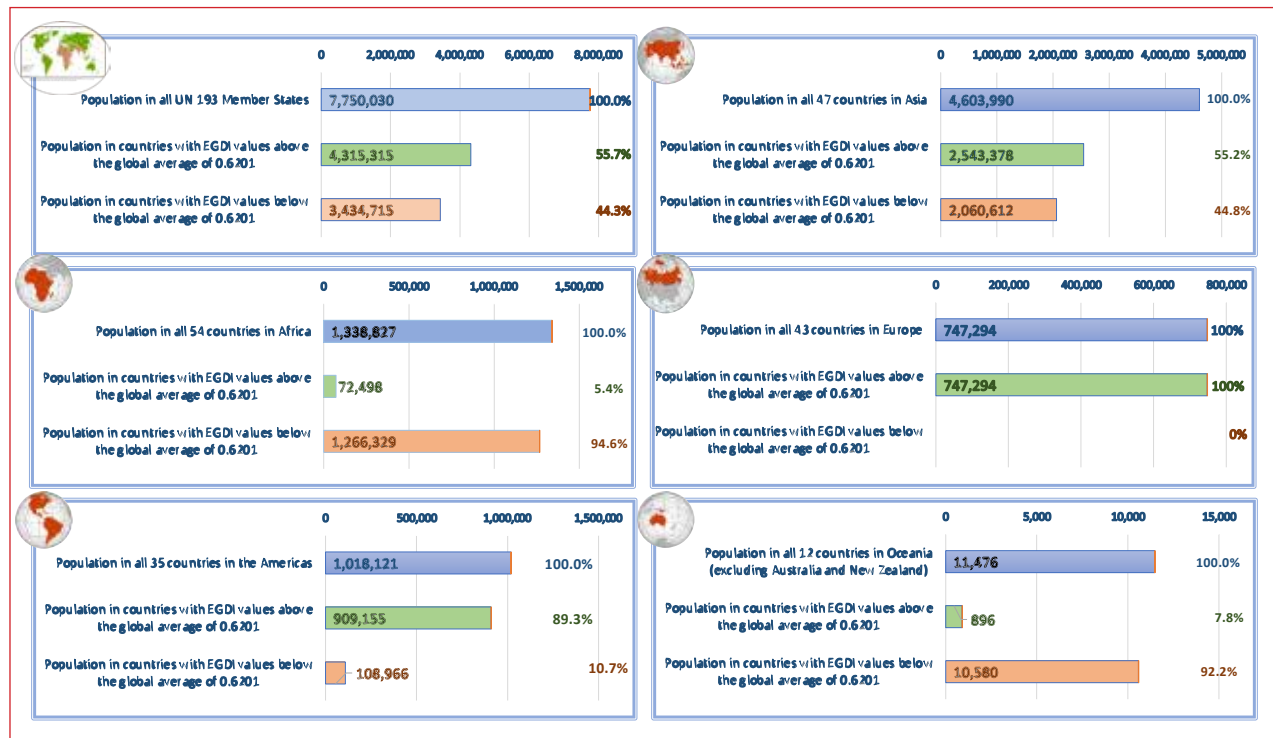 0 2,000,000 4,000,000 6,000,000 8,000,000
Population in all UN 193 Member States 7,750,030 100.0%
Population in countries with EGDI values above
the global average of 0.6201 4,315,315 55.7%
Population in countries with EGDI values below
the global average of 0.6201 3,434,715 44.3%
0 1,000,000 2,000,000 3,000,000 4,000,000 5,000,000
Population in all 47 countries in Asia 4,603,990 100.0%
Population in countries with EGDI values above
the global average of 0.6201 2,543,378 55.2%
Population in countries with EGDI values below
the global average of 0.6201 2,060,612 44.8%
0 500,000 1,000,000 1,500,000
Population in all 54 countries in Africa 1,338,827 100.0%
Population in countries with EGDI values above
the global average of 0.6201 72,498 5.4%
Population in countries with EGDI values below
the global average of 0.6201 1,266,329 94.6%
0 200,000 400,000 600,000 800,000
Population in all 43 countries in Europe 747,294 100%
Population in countries with EGDI values above
the global average of 0.6201 747,294 100%
Population in countries with EGDI values below
the global average of 0.6201 0%
0 500,000 1,000,000 1,500,000
Population in all 35 countries in the Americas 1,018,121 100.0%
Population in countries with EGDI values above
the global average of 0.6201 909,155 89.3%
Population in countries with EGDI values below
the global average of 0.6201 108,966 10.7%
0 5,000 10,000 15,000
Population in all 12 countries in Oceania
(excluding Australia and New Zealand) 11,476 100.0%
Population in countries with EGDI values above
the global average of 0.6201 896 7.8%
Population in countries with EGDI values below
the global average of 0.6201 10,580 92.2%